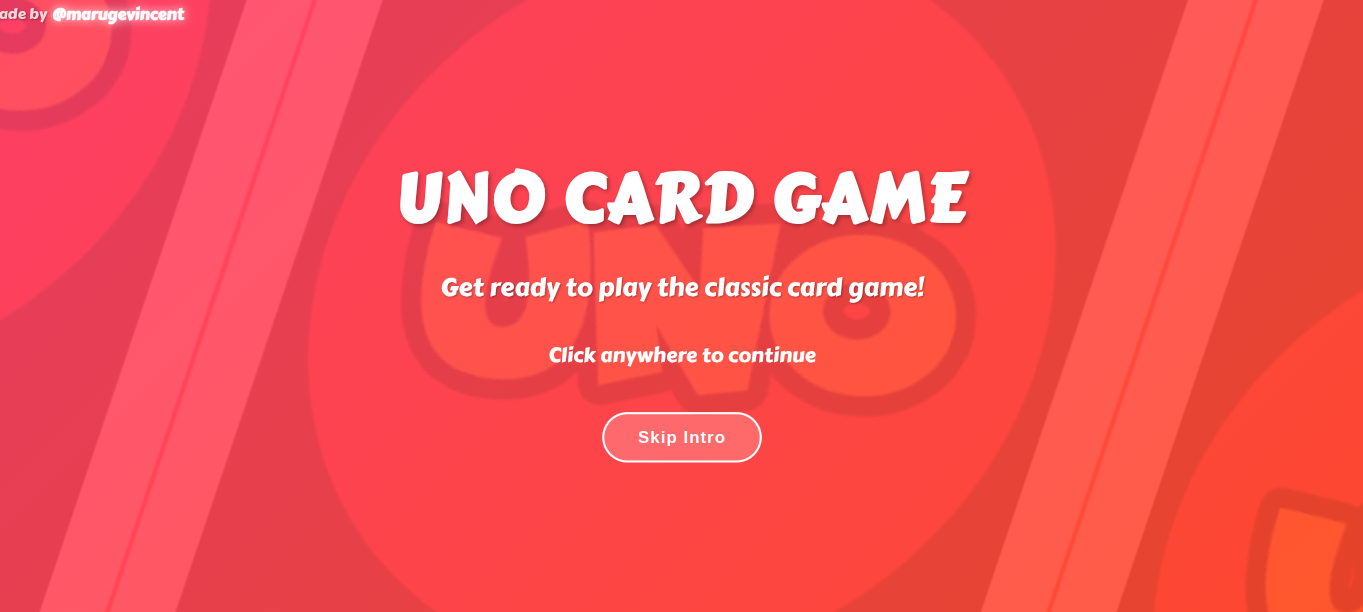 ade by @marugevincent
UNO CARD GAME
UNO
Get ready to play the classic card game!
Click anywhere to continue
Skip Intro